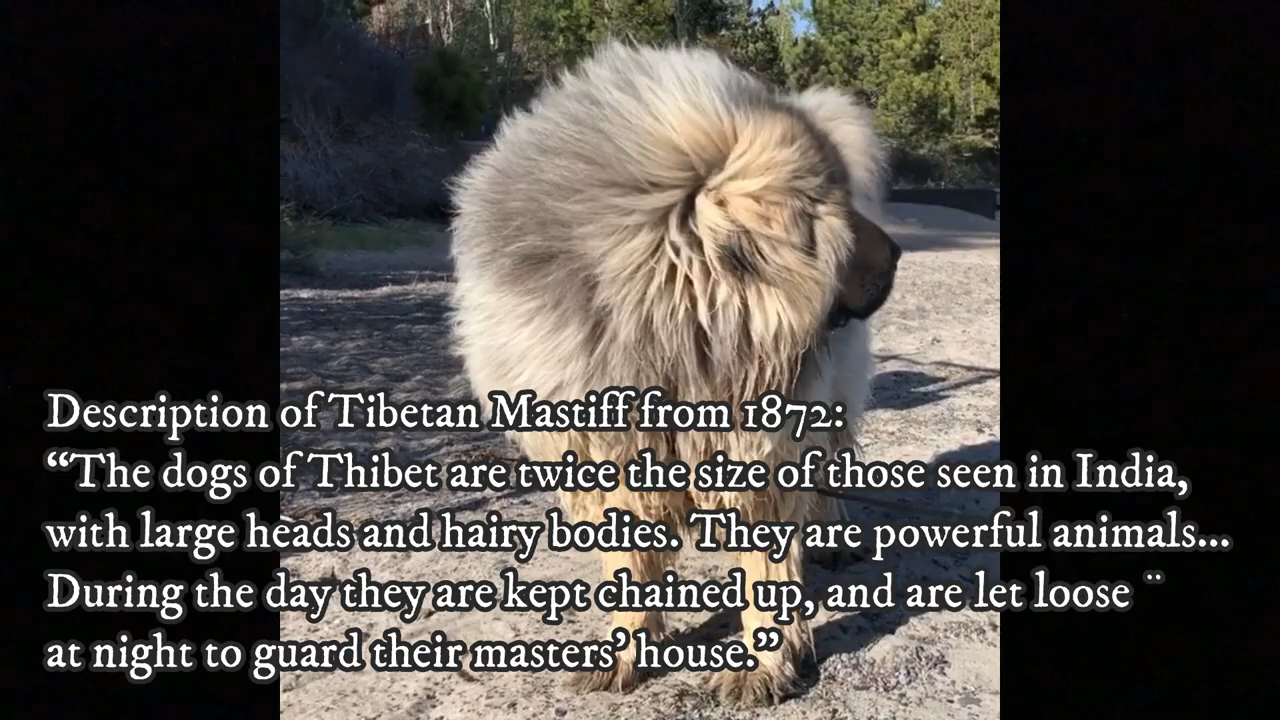 Description of Tibetan Mastiff from 1872:
“The dogs of Thibet are twice the size of those seen in India,
with large heads and hairy bodies. They are powerful animals...
During the day they are kept chained up, and are let loose ¨
at night to guard their masters’ house.”